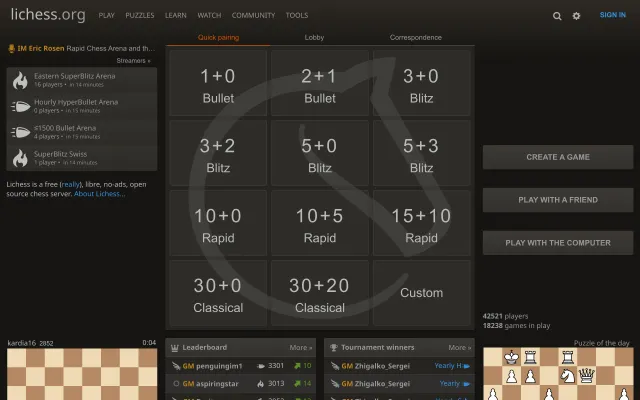 lichess.org PLAY PUZZLES LEARN WATCH COMMUNITY TOOLS SIGN IN
IM Eric Rosen Rapid Chess Arena and th...
Streamers »
Eastern SuperBlitz Arena
16 players • in 14 minutes
Hourly HyperBullet Arena
0 players • in 15 minutes
≤1500 Bullet Arena
4 players • in 13 minutes
SuperBlitz Swiss
1 player • in 14 minutes
Lichess is a free (really), libre, no-ads, open
source chess server. About Lichess...
Quick pairing Lobby Correspondence
1+0 2+1 3+0
Bullet Bullet Blitz
3+2 5+0 5+3
Blitz Blitz Blitz
10+0 10+5 15+10
Rapid Rapid Rapid
30+0 30+20 Custom
Classical Classical
CREATE A GAME
PLAY WITH A FRIEND
PLAY WITH THE COMPUTER
42521 players
18238 games in play
kardia16 2852 0:04
Leaderboard More »
GM penguingim1 3301 10
GM aspiringstar 3013 14
Tournament winners More »
GM Zhigalko_Sergei Yearly H
GM Zhigalko_Sergei Yearly
Puzzle of the day